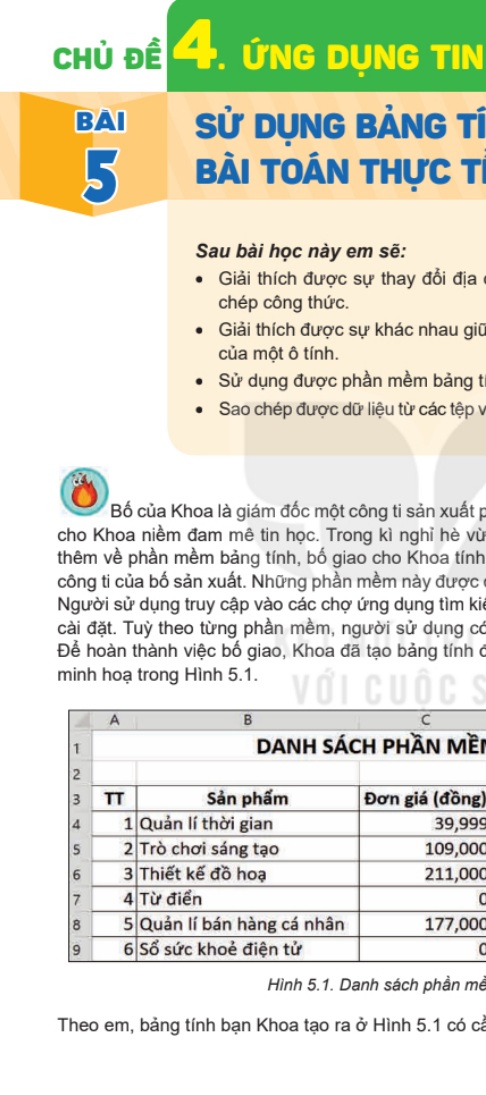 CHỦ ĐỀ 4. ỨNG DỤNG TIN
BÀI
5
SỬ DỤNG BẢNG TÍ
BÀI TOÁN THỰC T
Sau bài học này em sẽ:
• Giải thích được sự thay đổi địa
chép công thức.
• Giải thích được sự khác nhau giữ
của một ô tính.
• Sử dụng được phần mềm bảng t
• Sao chép được dữ liệu từ các tệp v
Bố của Khoa là giám đốc một công ti sản xuất p
cho Khoa niềm đam mê tin học. Trong kì nghỉ hè vừ
thêm về phần mềm bảng tính, bố giao cho Khoa tính
công ti của bố sản xuất. Những phần mềm này được
Người sử dụng truy cập vào các chợ ứng dụng tìm ki
cài đặt. Tuỳ theo từng phần mềm, người sử dụng có
Để hoàn thành việc bố giao, Khoa đã tạo bảng tính
minh hoạ trong Hình 5.1.
VỚI CUỘC S
A B C
1 DANH SÁCH PHẦN MỀ
2
3 TT Sản phẩm Đơn giá (đồng)
4 1 Quản lí thời gian 39,999
5 2 Trò chơi sáng tạo 109,000
6 3 Thiết kế đồ hoạ 211,000
7 4 Từ điển 0
8 5 Quản lí bán hàng cá nhân 177,000
9 6 Sổ sức khoẻ điện tử 0
Hình 5.1. Danh sách phần mề
Theo em, bảng tính bạn Khoa tạo ra ở Hình 5.1 có c